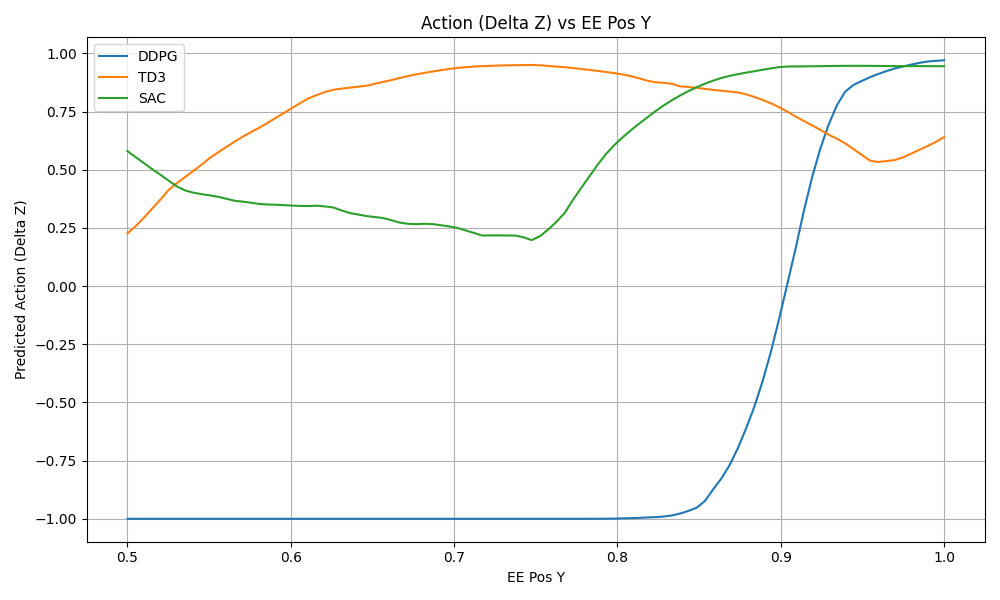 Action (Delta Z) vs EE Pos Y
DDPG
TD3
SAC
Predicted Action (Delta Z)
1.00
0.75
0.50
0.25
0.00
−0.25
−0.50
−0.75
−1.00
0.5 0.6 0.7 0.8 0.9 1.0
EE Pos Y